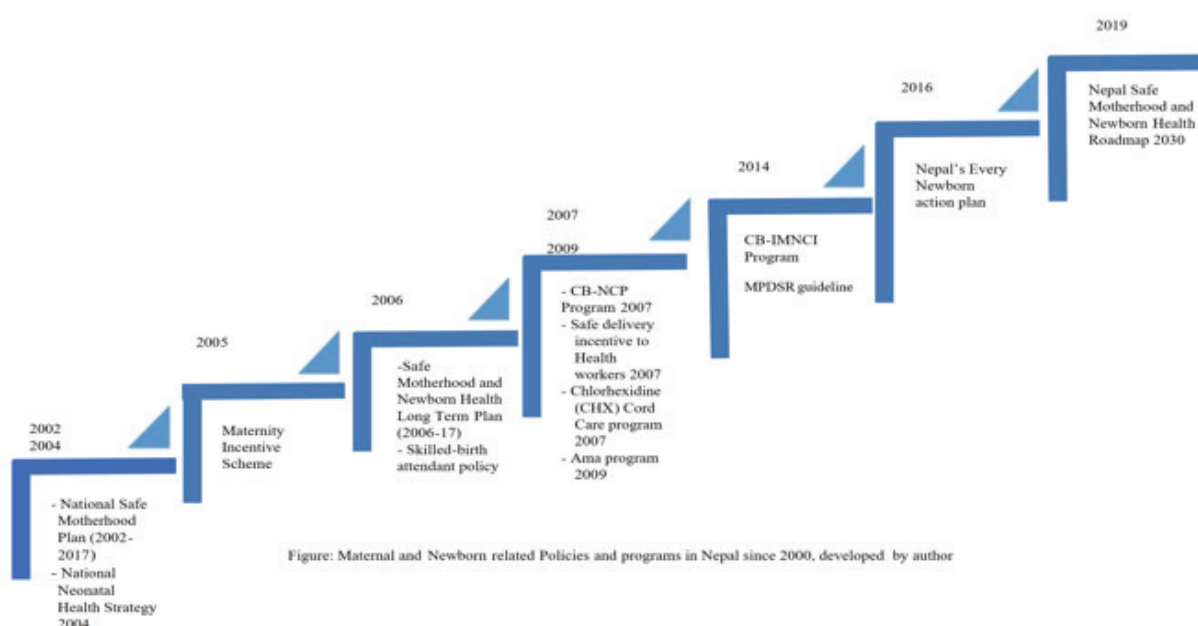 2002
2004
- National Safe
Motherhood
Plan (2002-
2017)
- National
Neonatal
Health Strategy
2004
2005
Maternity
Incentive
Scheme
2006
-Safe
Motherhood and
Newborn Health
Long Term Plan
(2006-17)
- Skilled-birth
attendant policy
2007
2009
- CB-NCP
Program 2007
- Safe delivery
incentive to
Health
workers 2007
- Chlorhexidine
(CHX) Cord
Care program
2007
- Ama program
2009
2014
CB-IMNCI
Program
MPDSR guideline
2016
Nepal's Every
Newborn
action plan
2019
Nepal Safe
Motherhood and
Newborn Health
Roadmap 2030
Figure: Maternal and Newborn related Policies and programs in Nepal since 2000, developed by author